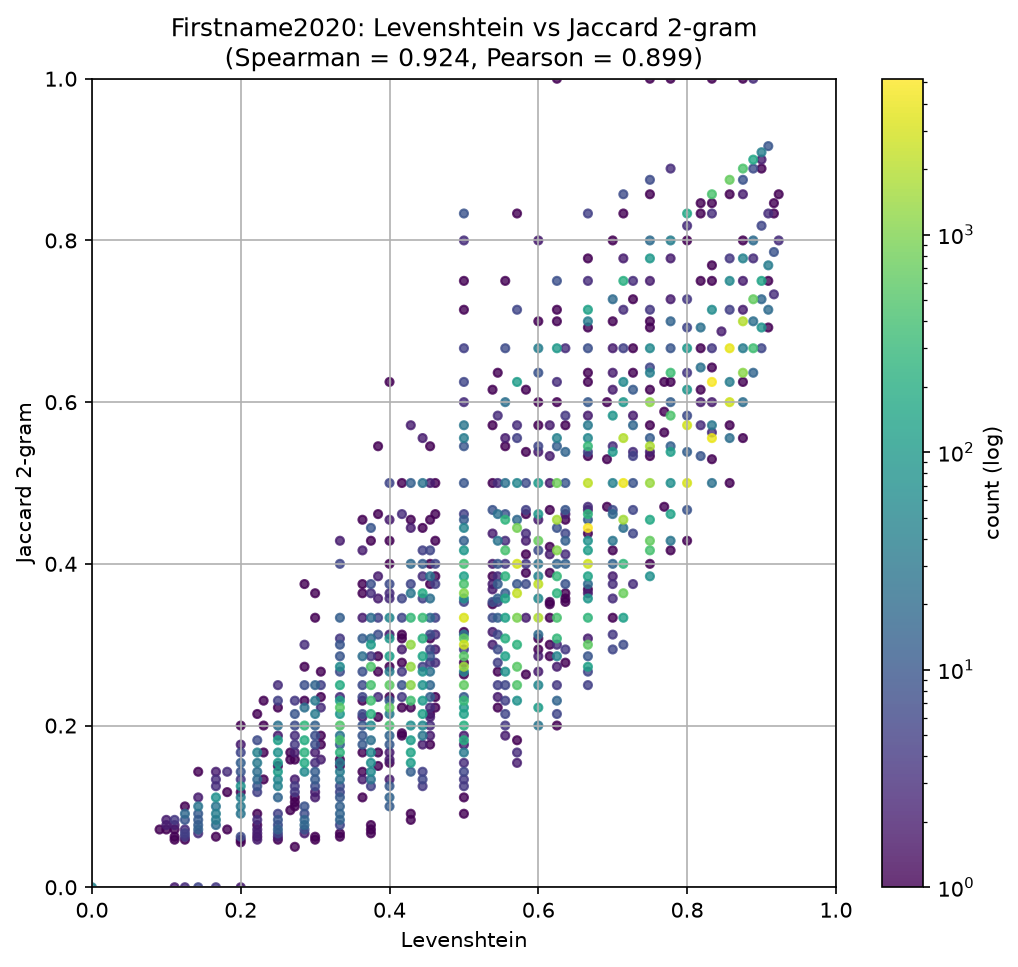 Firstname2020: Levenshtein vs Jaccard 2-gram
(Spearman = 0.924, Pearson = 0.899)
1.0
0.8
0.6
0.4
0.2
0.0
Jaccard 2-gram
0.0 0.2 0.4 0.6 0.8 1.0
Levenshtein
10³
10²
10¹
10⁰
count (log)